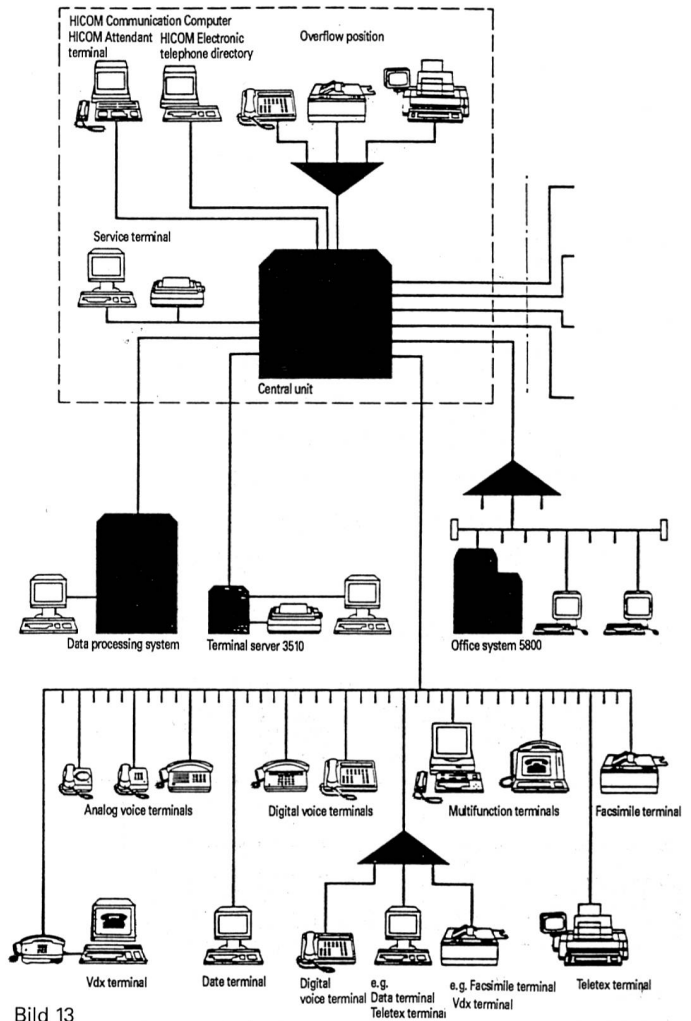 HICOM Communication Computer
HICOM Attendant
terminal
HICOM Electronic
telephone directory
Overflow position
Service terminal
Central unit
Data processing system
Terminal server 3510
Office system 5800
Analog voice terminals
Digital voice terminals
Multifunction terminals
Facsimile terminal
Vdx terminal
Date terminal
Digital
voice terminal
e.g.
Data terminal
Teletex terminal
e.g. Facsimile terminal
Vdx terminal
Teletex terminal
Bild 13